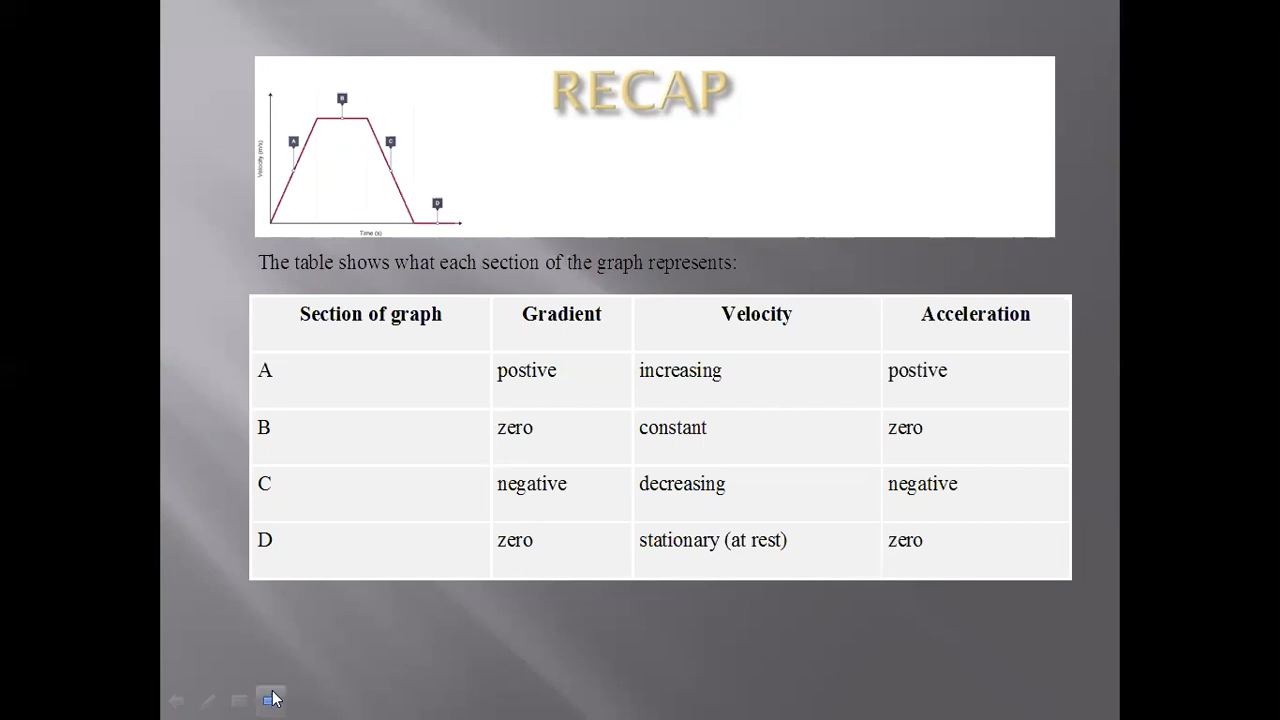 RECAP
B
A
C
D
Velocity (m/s)
Time (s)
The table shows what each section of the graph represents:
Section of graph Gradient Velocity Acceleration
A postive increasing postive
B zero constant zero
C negative decreasing negative
D zero stationary (at rest) zero